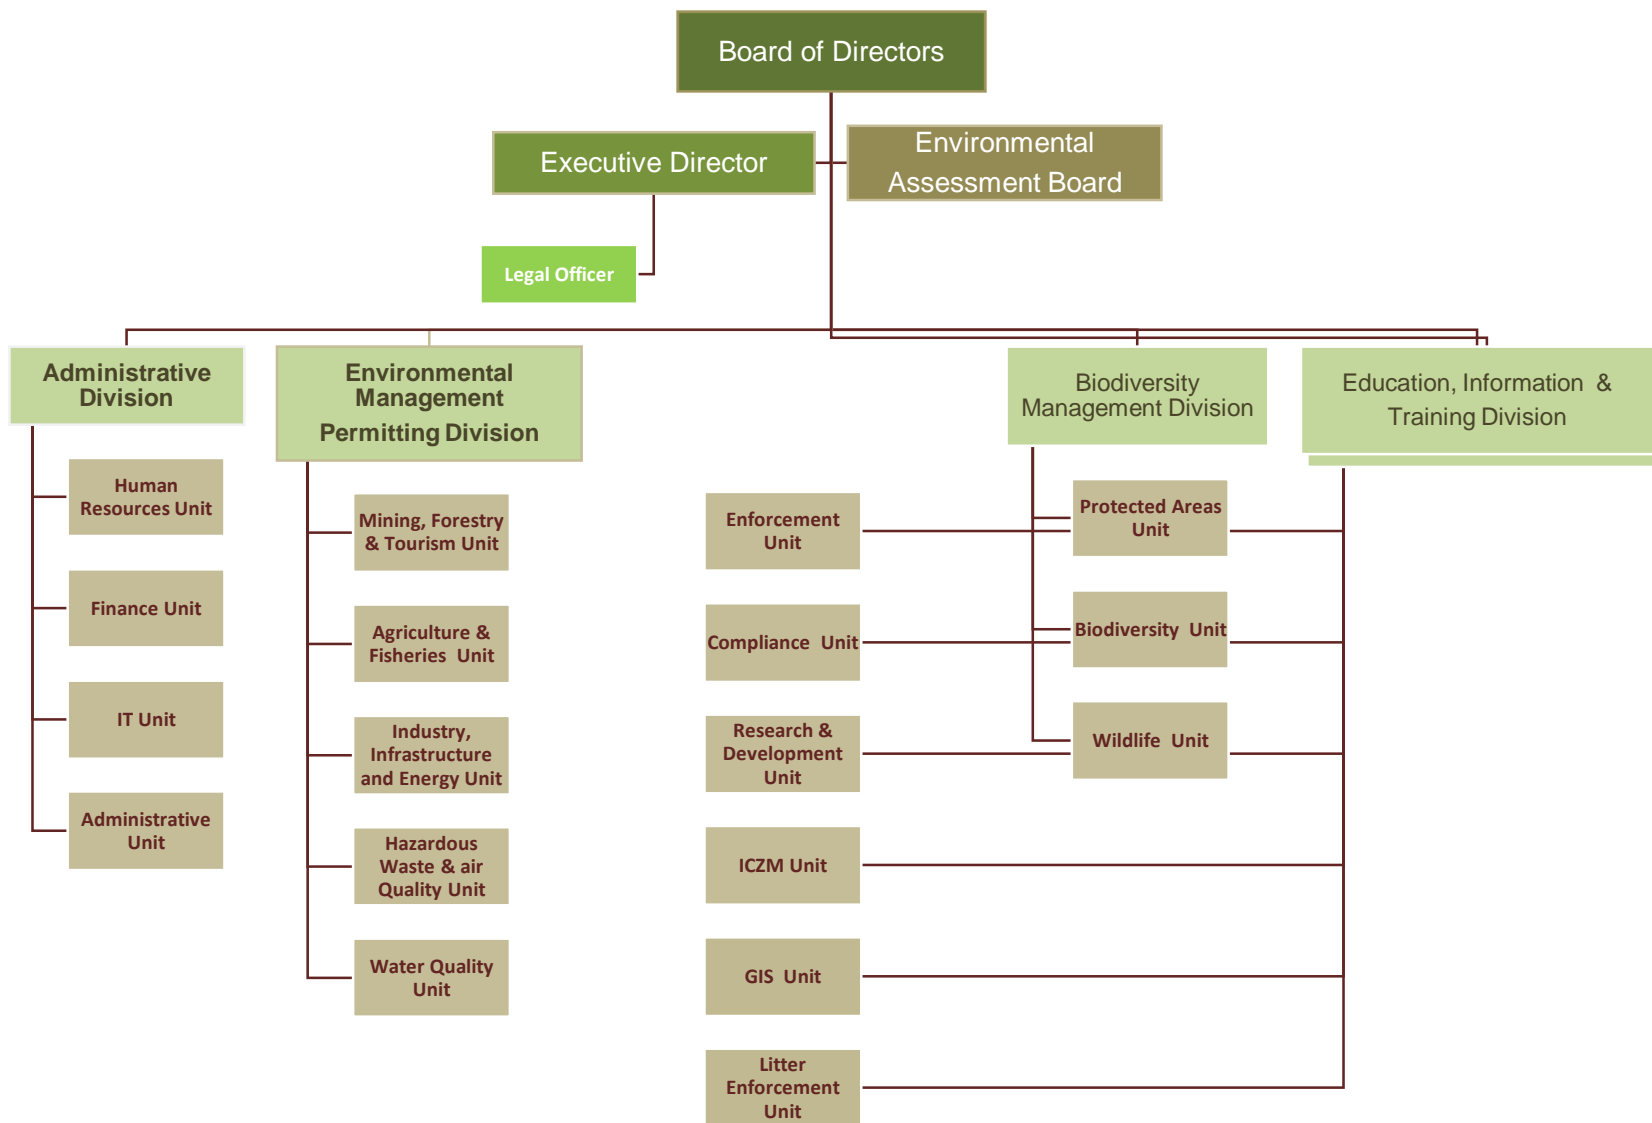 Board of Directors
Executive Director
Environmental
Assessment Board
Legal Officer
Administrative
Division
Environmental
Management
Permitting Division
Biodiversity
Management Division
Education, Information &
Training Division
Human
Resources Unit
Finance Unit
IT Unit
Administrative
Unit
Mining, Forestry
& Tourism Unit
Agriculture &
Fisheries Unit
Industry,
Infrastructure
and Energy Unit
Hazardous
Waste & air
Quality Unit
Water Quality
Unit
Enforcement
Unit
Compliance Unit
Research &
Development
Unit
ICZM Unit
GIS Unit
Litter
Enforcement
Unit
Protected Areas
Unit
Biodiversity Unit
Wildlife Unit